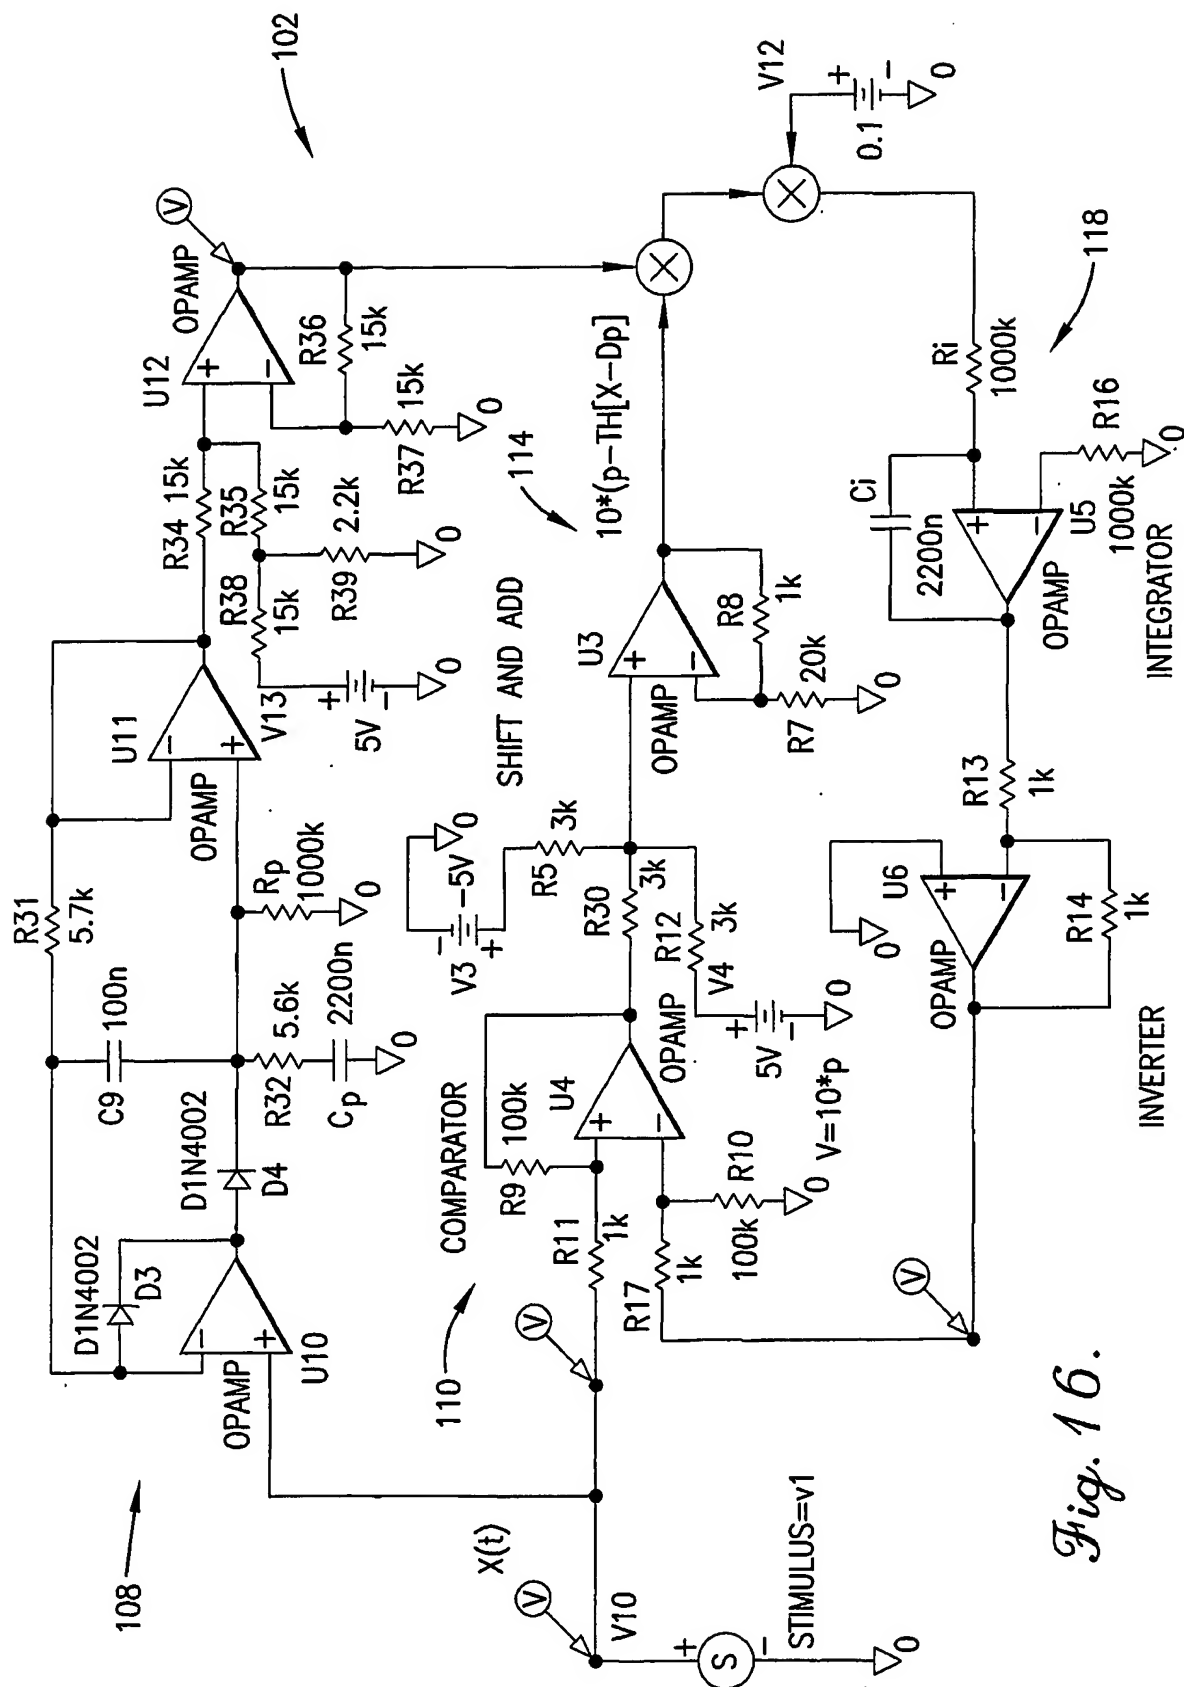 108
102
D1N4002
D3
OPAMP
U10
D1N4002
D4
C9
100n
R31
5.7k
R32
5.6k
Cp
2200n
0
Rp
1000k
0
U11
OPAMP
V13
5V
0
R34
15k
R35
15k
R38
15k
R39
2.2k
0
U12
OPAMP
R36
15k
R37
15k
0
V12
0.1
0
X(t)
V
V10
S
STIMULUS=v1
0
V
V
V
110
COMPARATOR
R9
100k
R11
1k
R17
1k
R10
100k
0
U4
OPAMP
V3
-5V
0
R5
3k
R30
3k
R12
3k
V4
5V
0
V=10*p
SHIFT AND ADD
114
U3
OPAMP
R8
1k
R7
20k
0
10*(p-TH[X-Dp]
118
Ri
1000k
Ci
2200n
U5
OPAMP
R16
1000k
0
INTEGRATOR
R13
1k
U6
OPAMP
0
R14
1k
INVERTER
Fig. 16.